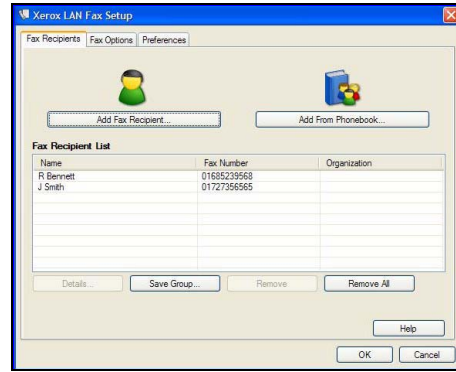 Xerox LAN Fax Setup
Fax Recipients Fax Options Preferences
Add Fax Recipient... Add From Phonebook...
Fax Recipient List
Name Fax Number Organization
R Bennett 01685239568
J Smith 01727356565
Details... Save Group... Remove Remove All
Help
OK Cancel